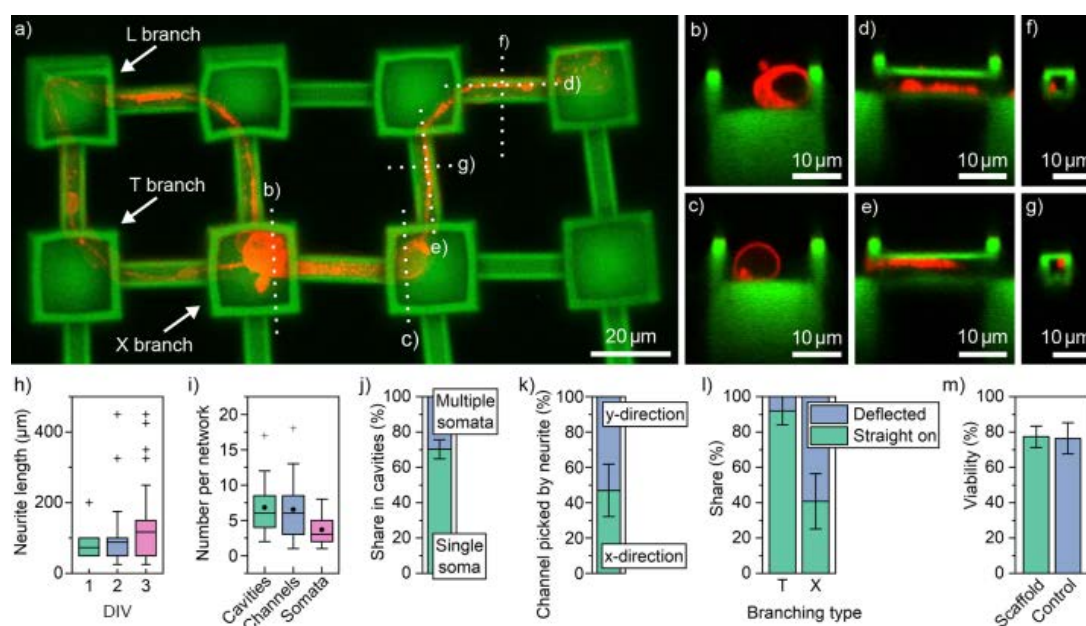 a)
L branch
T branch
X branch
b)
c)
d)
e)
f)
g)
20 µm
b)
10 µm
d)
10 µm
f)
10 µm
c)
10 µm
e)
10 µm
g)
10 µm
h)
Neurite length (µm)
400
200
0
1 2 3
DIV
i)
Number per network
20
15
10
5
0
Cavities
Channels
Somata
j)
Share in cavities (%)
100
80
60
40
20
0
Multiple
somata
Single
soma
k)
Channel picked by neurite (%)
100
80
60
40
20
0
y-direction
x-direction
l)
Share (%)
100
80
60
40
20
0
Deflected
Straight on
T X
Branching type
m)
Viability (%)
100
80
60
40
20
0
Scaffold
Control